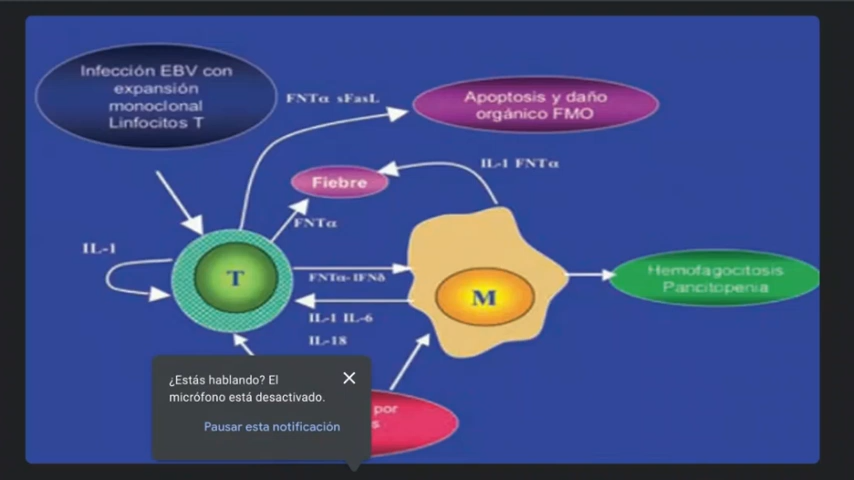 Infección EBV con
expansión
monoclonal
Linfocitos T
FNTα sFasL
Apoptosis y daño
orgánico FMO
IL-1 FNTα
Fiebre
FNTα
IL-1
T
FNTα-IFNδ
M
Hemofagocitosis
Pancitopenia
IL-1 IL-6
IL-18
por
¿Estás hablando? El
micrófono está desactivado.
Pausar esta notificación